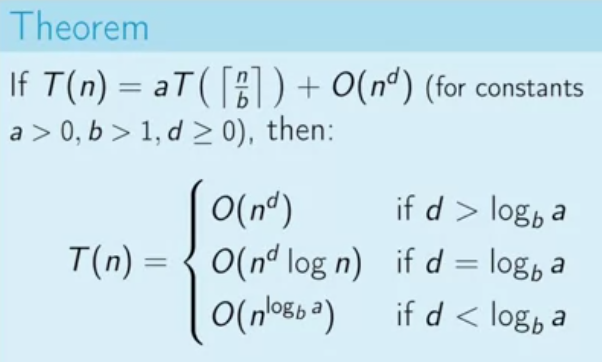 Theorem
If T(n) = aT(⌈n/b⌉) + O(n^d) (for constants
a > 0, b > 1, d ≥ 0), then:
T(n) = {
O(n^d) if d > log_b a
O(n^d log n) if d = log_b a
O(n^{log_b a}) if d < log_b a